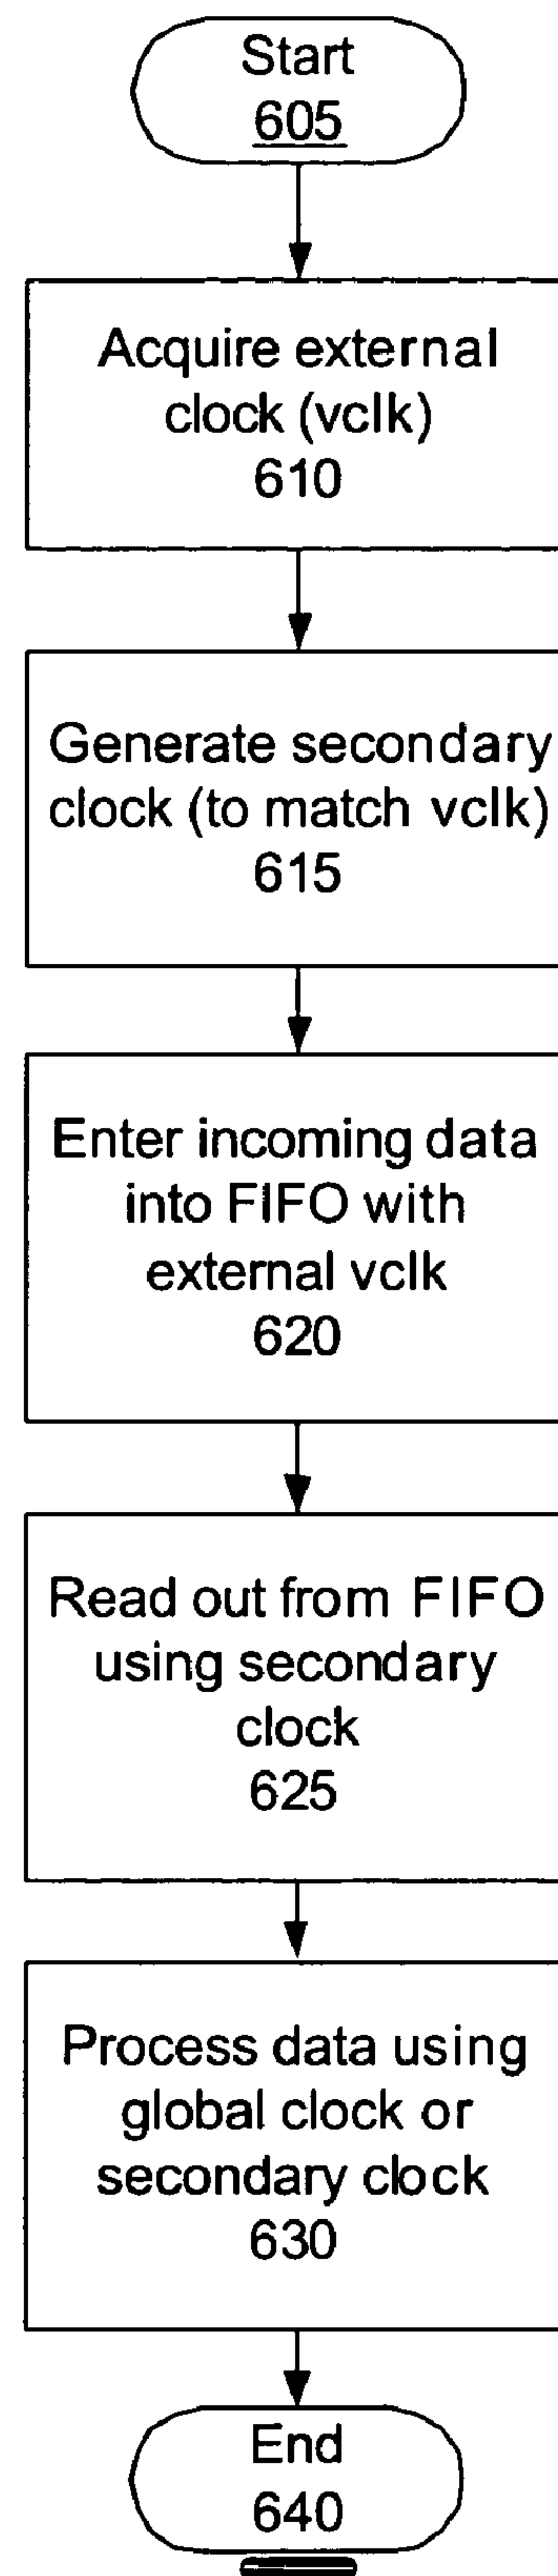 Start
605
Acquire external
clock (vclk)
610
Generate secondary
clock (to match vclk)
615
Enter incoming data
into FIFO with
external vclk
620
Read out from FIFO
using secondary
clock
625
Process data using
global clock or
secondary clock
630
End
640